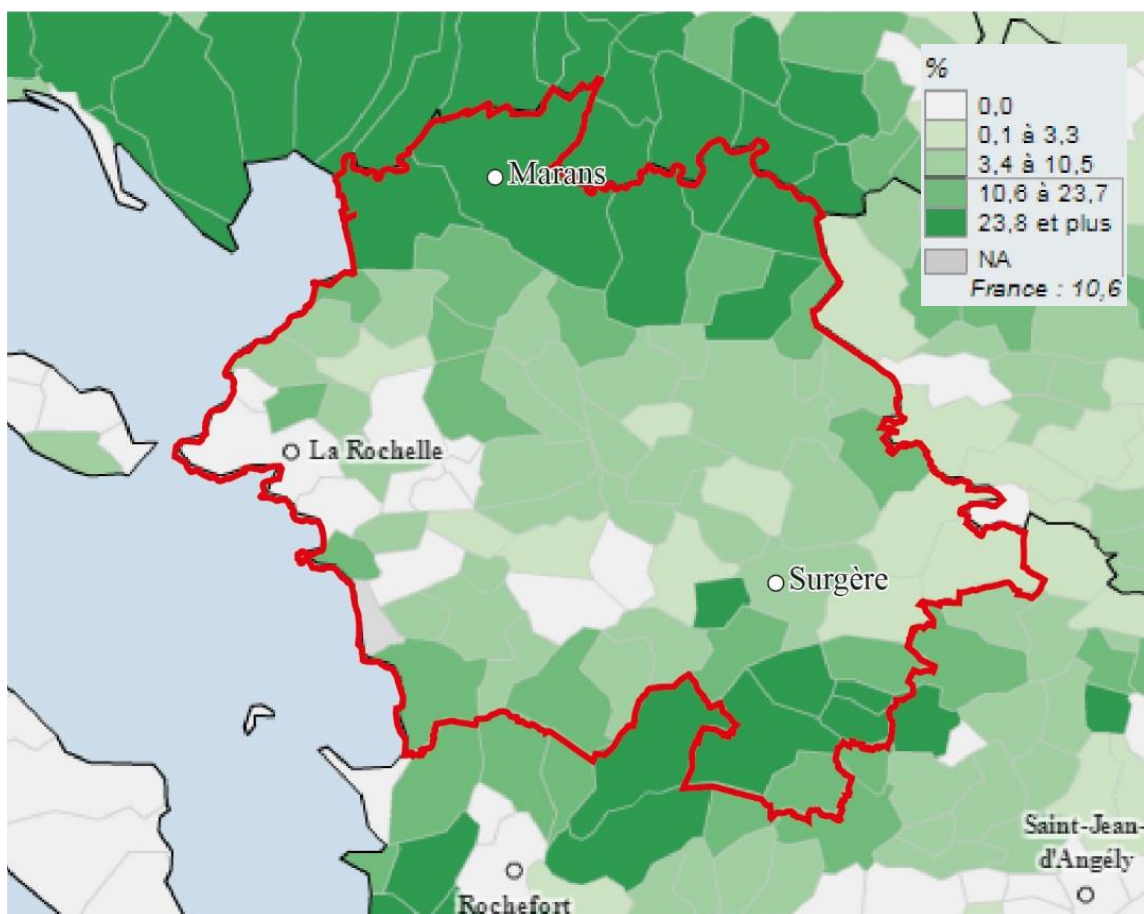 %
0,0
0,1 à 3,3
3,4 à 10,5
10,6 à 23,7
23,8 et plus
NA
France : 10,6
Marans
La Rochelle
Surgère
Saint-Jean-
d'Angély
Rochefort